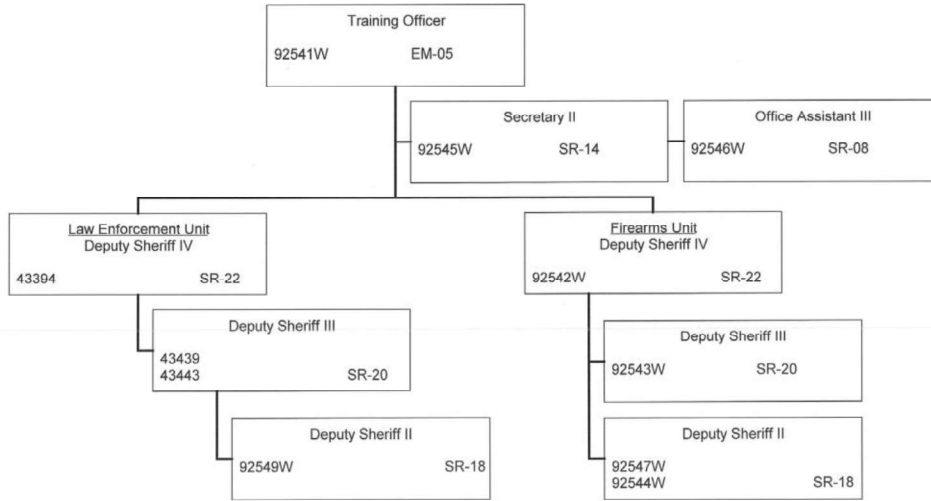 Training Officer
92541W EM-05
Secretary II
92545W SR-14
Office Assistant III
92546W SR-08
Law Enforcement Unit
Deputy Sheriff IV
43394 SR-22
Firearms Unit
Deputy Sheriff IV
92542W SR-22
Deputy Sheriff III
43439
43443 SR-20
Deputy Sheriff III
92543W SR-20
Deputy Sheriff II
92549W SR-18
Deputy Sheriff II
92547W
92544W SR-18